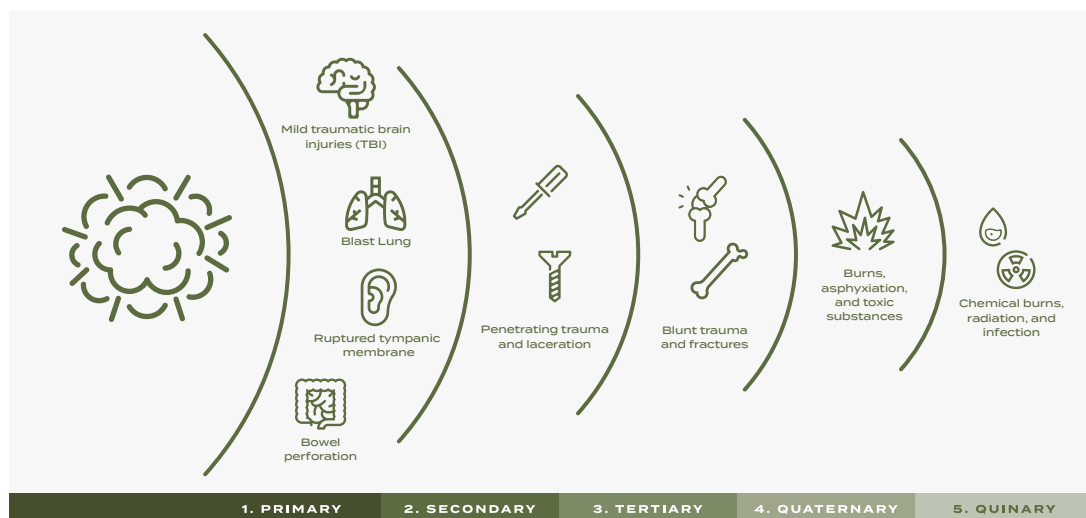 Mild traumatic brain
injuries (TBI)
Blast Lung
Ruptured tympanic
membrane
Bowel
perforation
Penetrating trauma
and laceration
Blunt trauma
and fractures
Burns,
asphyxiation,
and toxic
substances
Chemical burns,
radiation, and
infection
1. PRIMARY
2. SECONDARY
3. TERTIARY
4. QUATERNARY
5. QUINARY